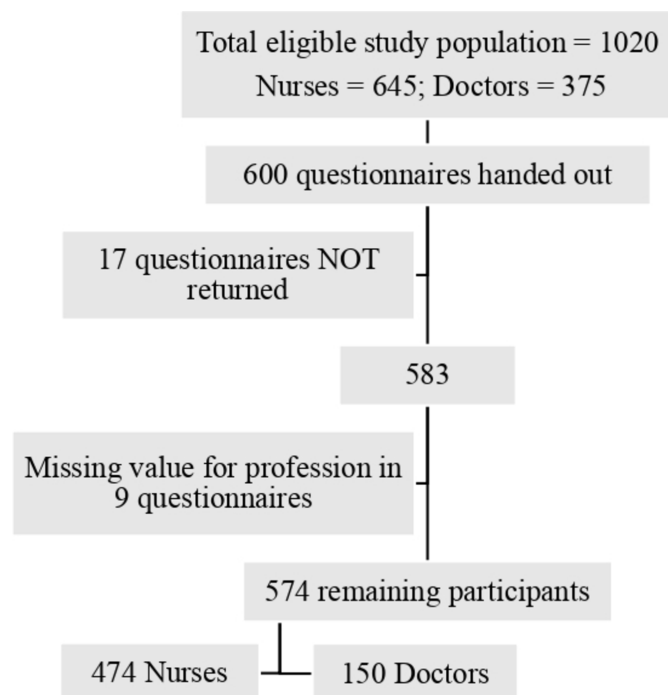 Total eligible study population = 1020
Nurses = 645; Doctors = 375
600 questionnaires handed out
17 questionnaires NOT
returned
583
Missing value for profession in
9 questionnaires
574 remaining participants
474 Nurses
150 Doctors